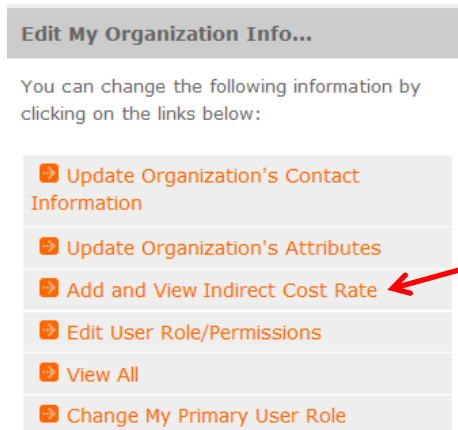 Edit My Organization Info...
You can change the following information by
clicking on the links below:
Update Organization's Contact
Information
Update Organization's Attributes
Add and View Indirect Cost Rate
Edit User Role/Permissions
View All
Change My Primary User Role